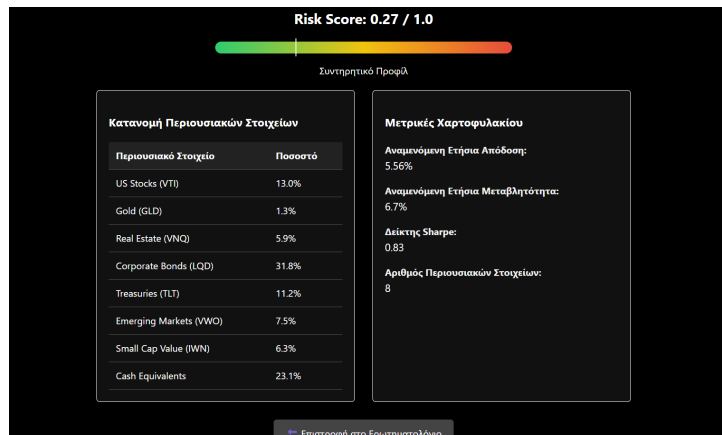 Risk Score: 0.27 / 1.0
Συντηρητικό Προφίλ
Κατανομή Περιουσιακών Στοιχείων
Περιουσιακό Στοιχείο Ποσοστό
US Stocks (VTI) 13.0%
Gold (GLD) 1.3%
Real Estate (VNQ) 5.9%
Corporate Bonds (LQD) 31.8%
Treasuries (TLT) 11.2%
Emerging Markets (VWO) 7.5%
Small Cap Value (IWN) 6.3%
Cash Equivalents 23.1%
Μετρικές Χαρτοφυλακίου
Αναμενόμενη Ετήσια Απόδοση:
5.56%
Αναμενόμενη Ετήσια Μεταβλητότητα:
6.7%
Δείκτης Sharpe:
0.83
Αριθμός Περιουσιακών Στοιχείων:
8
Επιστροφή στο Ερωτηματολόγιο